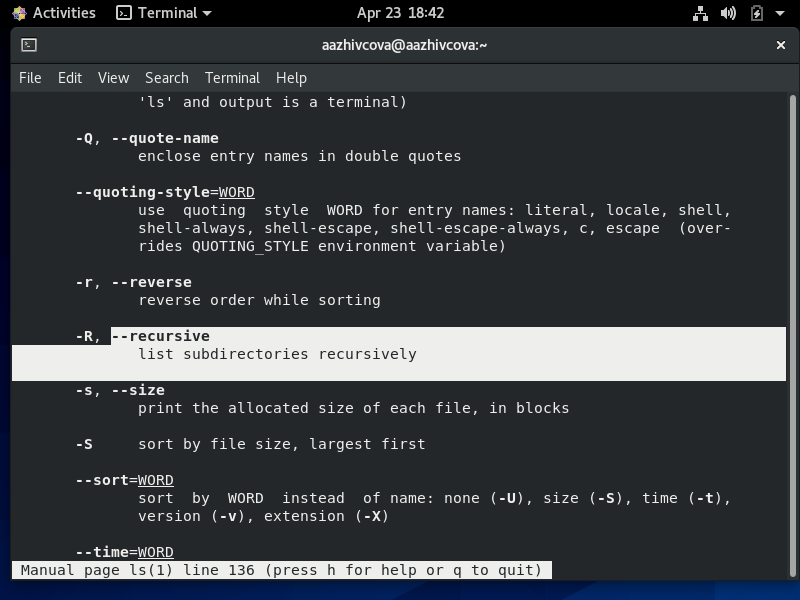 Activities Terminal Apr 23 18:42
aazhivcova@aazhivcova:~ ×
File Edit View Search Terminal Help
'ls' and output is a terminal)
-Q, --quote-name
enclose entry names in double quotes
--quoting-style=WORD
use  quoting  style  WORD for entry names: literal, locale, shell,
shell-always, shell-escape, shell-escape-always, c, escape  (over-
rides QUOTING_STYLE environment variable)
-r, --reverse
reverse order while sorting
-R, --recursive
list subdirectories recursively
-s, --size
print the allocated size of each file, in blocks
-S     sort by file size, largest first
--sort=WORD
sort  by  WORD  instead  of name: none (-U), size (-S), time (-t),
version (-v), extension (-X)
--time=WORD
Manual page ls(1) line 136 (press h for help or q to quit)